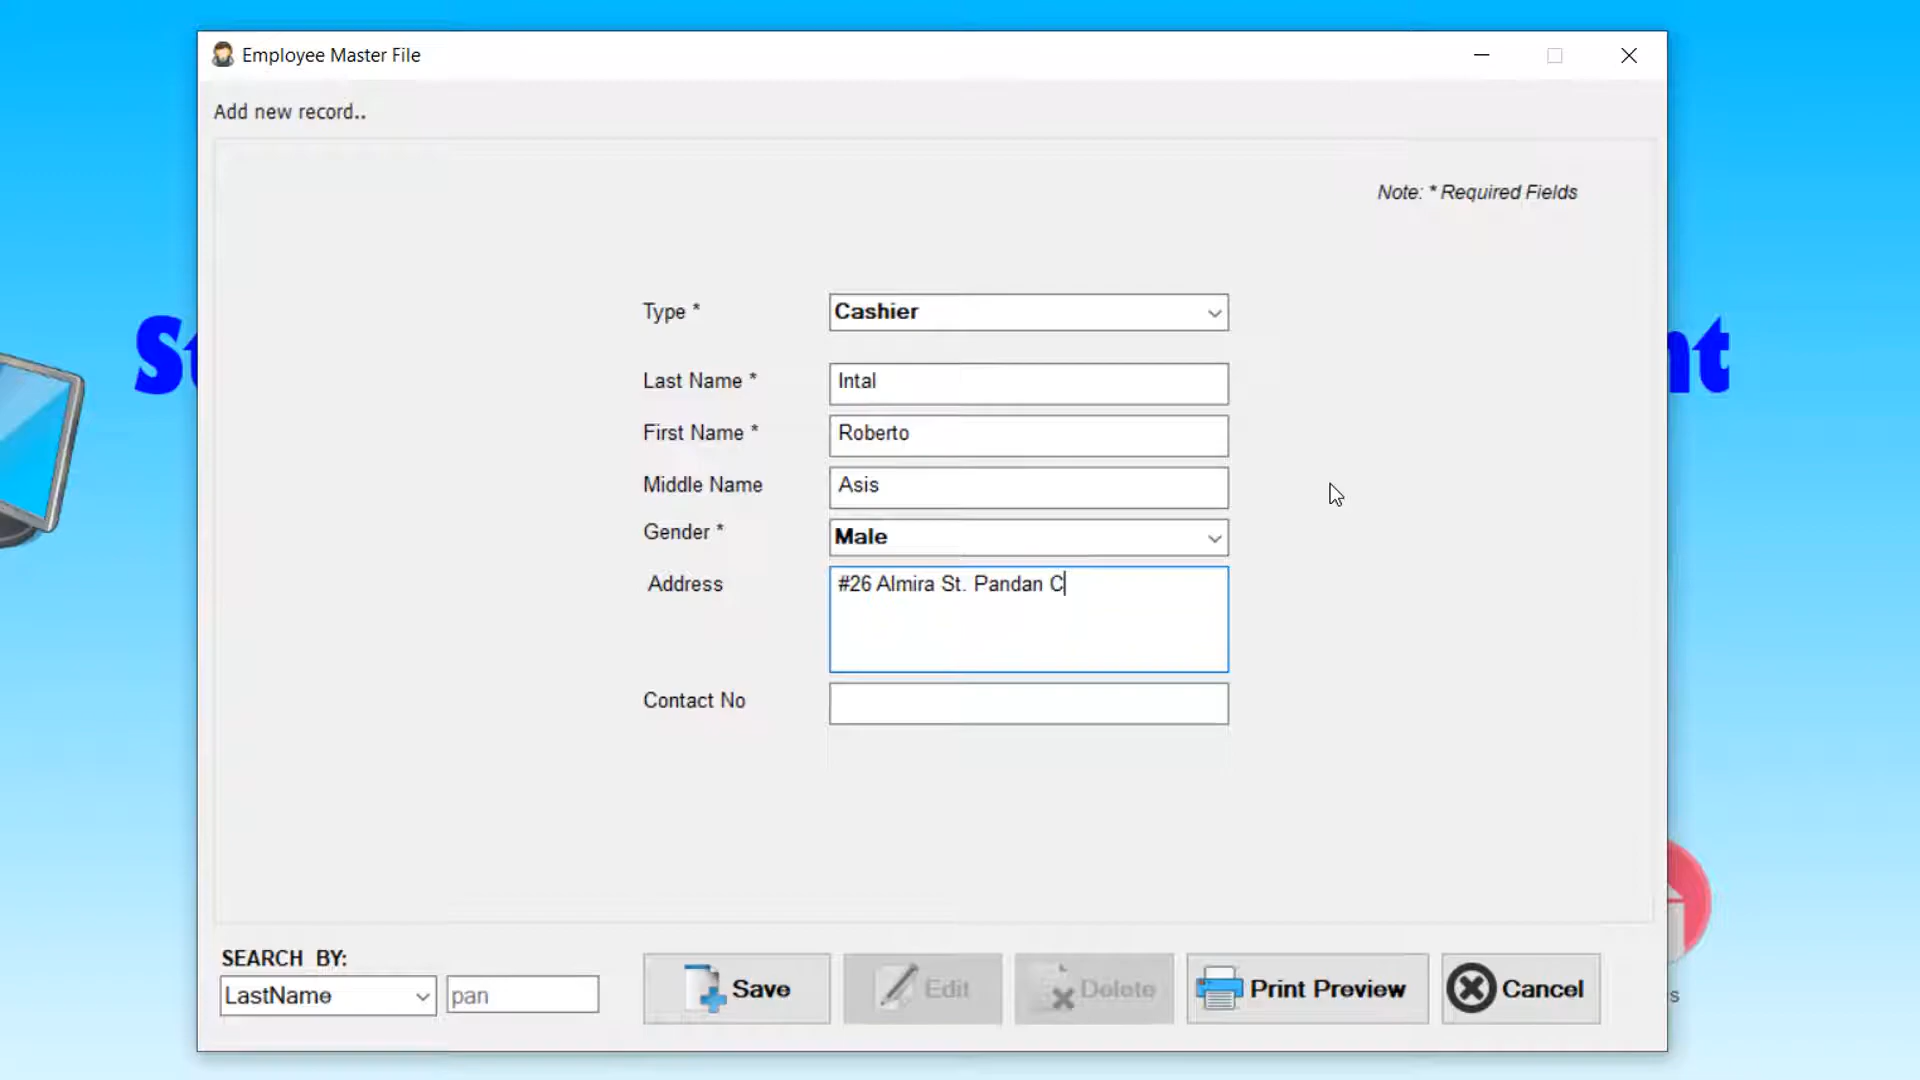 Employee Master File
Add new record..
Note: * Required Fields
Type * Cashier
Last Name * Intal
First Name * Roberto
Middle Name Asis
Gender * Male
Address #26 Almira St. Pandan C
Contact No
SEARCH BY:
LastName pan
Save Edit Delete Print Preview Cancel